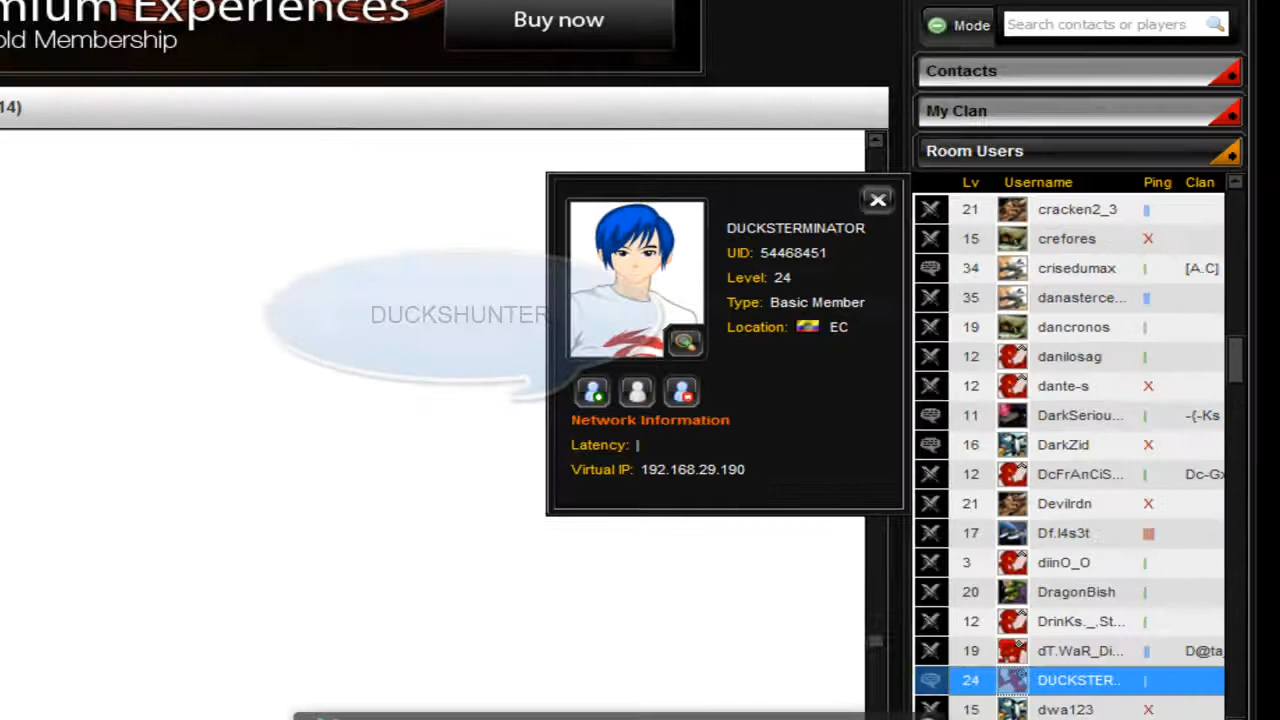 mium Experiences
old Membership
Buy now
Mode
Search contacts or players
Contacts
My Clan
Room Users
14)
Lv Username Ping Clan
21 cracken2_3
15 crefores X
34 crisedumax [A.C]
35 danasterce...
19 dancronos
12 danilosag
12 dante-s X
11 DarkSeriou... -{-Ks
16 DarkZid X
12 DcFrAnCiS... Dc-Gx
21 Devilrdn X
17 Df.l4s3t
3 diinO_O
20 DragonBish
12 DrinKs._.St...
19 dT.WaR_Di... D@ta_
24 DUCKSTER..
15 dwa123 X
DUCKSHUNTER
DUCKSTERMINATOR
UID: 54468451
Level: 24
Type: Basic Member
Location: EC
Network Information
Latency:
Virtual IP: 192.168.29.190